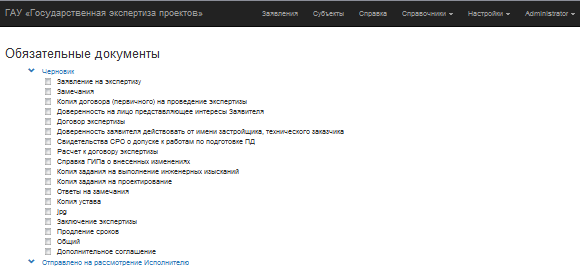 ГАУ «Государственная экспертиза проектов» Заявления Субъекты Справка Справочники Настройки Administrator
Обязательные документы
Черновик
Заявление на экспертизу
Замечания
Копия договора (первичного) на проведение экспертизы
Доверенность на лицо представляющее интересы Заявителя
Договор экспертизы
Доверенность заявителя действовать от имени застройщика, технического заказчика
Свидетельства СРО о допуске к работам по подготовке ПД
Расчет к договору экспертизы
Справка ГИПа о внесенных изменениях
Копия задания на выполнение инженерных изысканий
Копия задания на проектирование
Ответы на замечания
Копия устава
jpg
Заключение экспертизы
Продление сроков
Общий
Дополнительное соглашение
Отправлено на рассмотрение Исполнителю